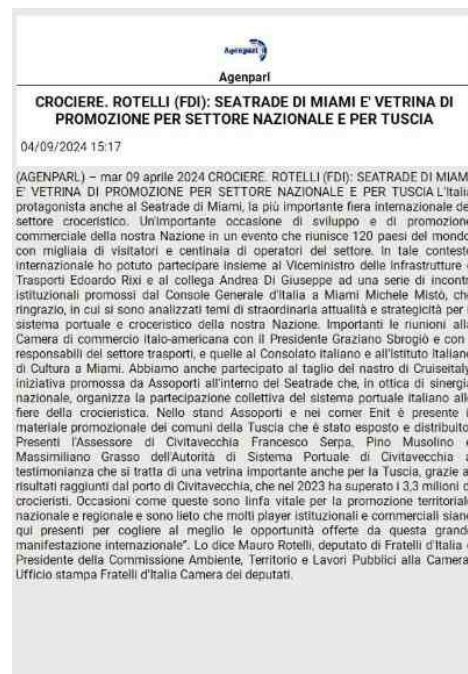 Agenparl
Agenparl
CROCIERE. ROTELLI (FDI): SEATRADE DI MIAMI E' VETRINA DI
PROMOZIONE PER SETTORE NAZIONALE E PER TUSCIA
04/09/2024 15:17
(AGENPARL) – mar 09 aprile 2024 CROCIERE. ROTELLI (FDI): SEATRADE DI MIAM
E' VETRINA DI PROMOZIONE PER SETTORE NAZIONALE E PER TUSCIA L'Italia
protagonista anche al Seatrade di Miami, la più importante fiera internazionale de
settore croceristico. Un'importante occasione di sviluppo e di promozione
commerciale della nostra Nazione in un evento che riunisce 120 paesi del mondo
con migliaia di visitatori e centinaia di operatori del settore. In tale contesto
internazionale ho potuto partecipare insieme al Viceministro delle Infrastrutture
Trasporti Edoardo Rixi e al collega Andrea Di Giuseppe ad una serie di incontri
istituzionali promossi dal Console Generale d'Italia a Miami Michele Mistò, che
ringrazio, in cui si sono analizzati temi di straordinaria attualità e strategicità per
sistema portuale e croceristico della nostra Nazione. Importanti le riunioni alla
Camera di commercio italo-americana con il Presidente Graziano Sbrogiò e con
responsabili del settore trasporti, e quelle al Consolato italiano e all'Istituto Italiano
di Cultura a Miami. Abbiamo anche partecipato al taglio del nastro di Cruiseitaly
iniziativa promossa da Assoporti all'interno del Seatrade che, in ottica di sinergia
nazionale, organizza la partecipazione collettiva del sistema portuale italiano alle
fiere della crocieristica. Nello stand Assoporti e nei corner Enit è presente i
materiale promozionale dei comuni della Tuscia che è stato esposto e distribuito
Presenti l'Assessore di Civitavecchia Francesco Serpa, Pino Musolino e
Massimiliano Grasso dell'Autorità di Sistema Portuale di Civitavecchia a
testimonianza che si tratta di una vetrina importante anche per la Tuscia, grazie a
risultati raggiunti dal porto di Civitavecchia, che nel 2023 ha superato i 3,3 milioni d
crocieristi. Occasioni come queste sono linfa vitale per la promozione territoriale
nazionale e regionale e sono lieto che molti player istituzionali e commerciali siano
qui presenti per cogliere al meglio le opportunità offerte da questa grande
manifestazione internazionale". Lo dice Mauro Rotelli, deputato di Fratelli d'Italia e
Presidente della Commissione Ambiente, Territorio e Lavori Pubblici alla Camera
Ufficio stampa Fratelli d'Italia Camera dei deputati.